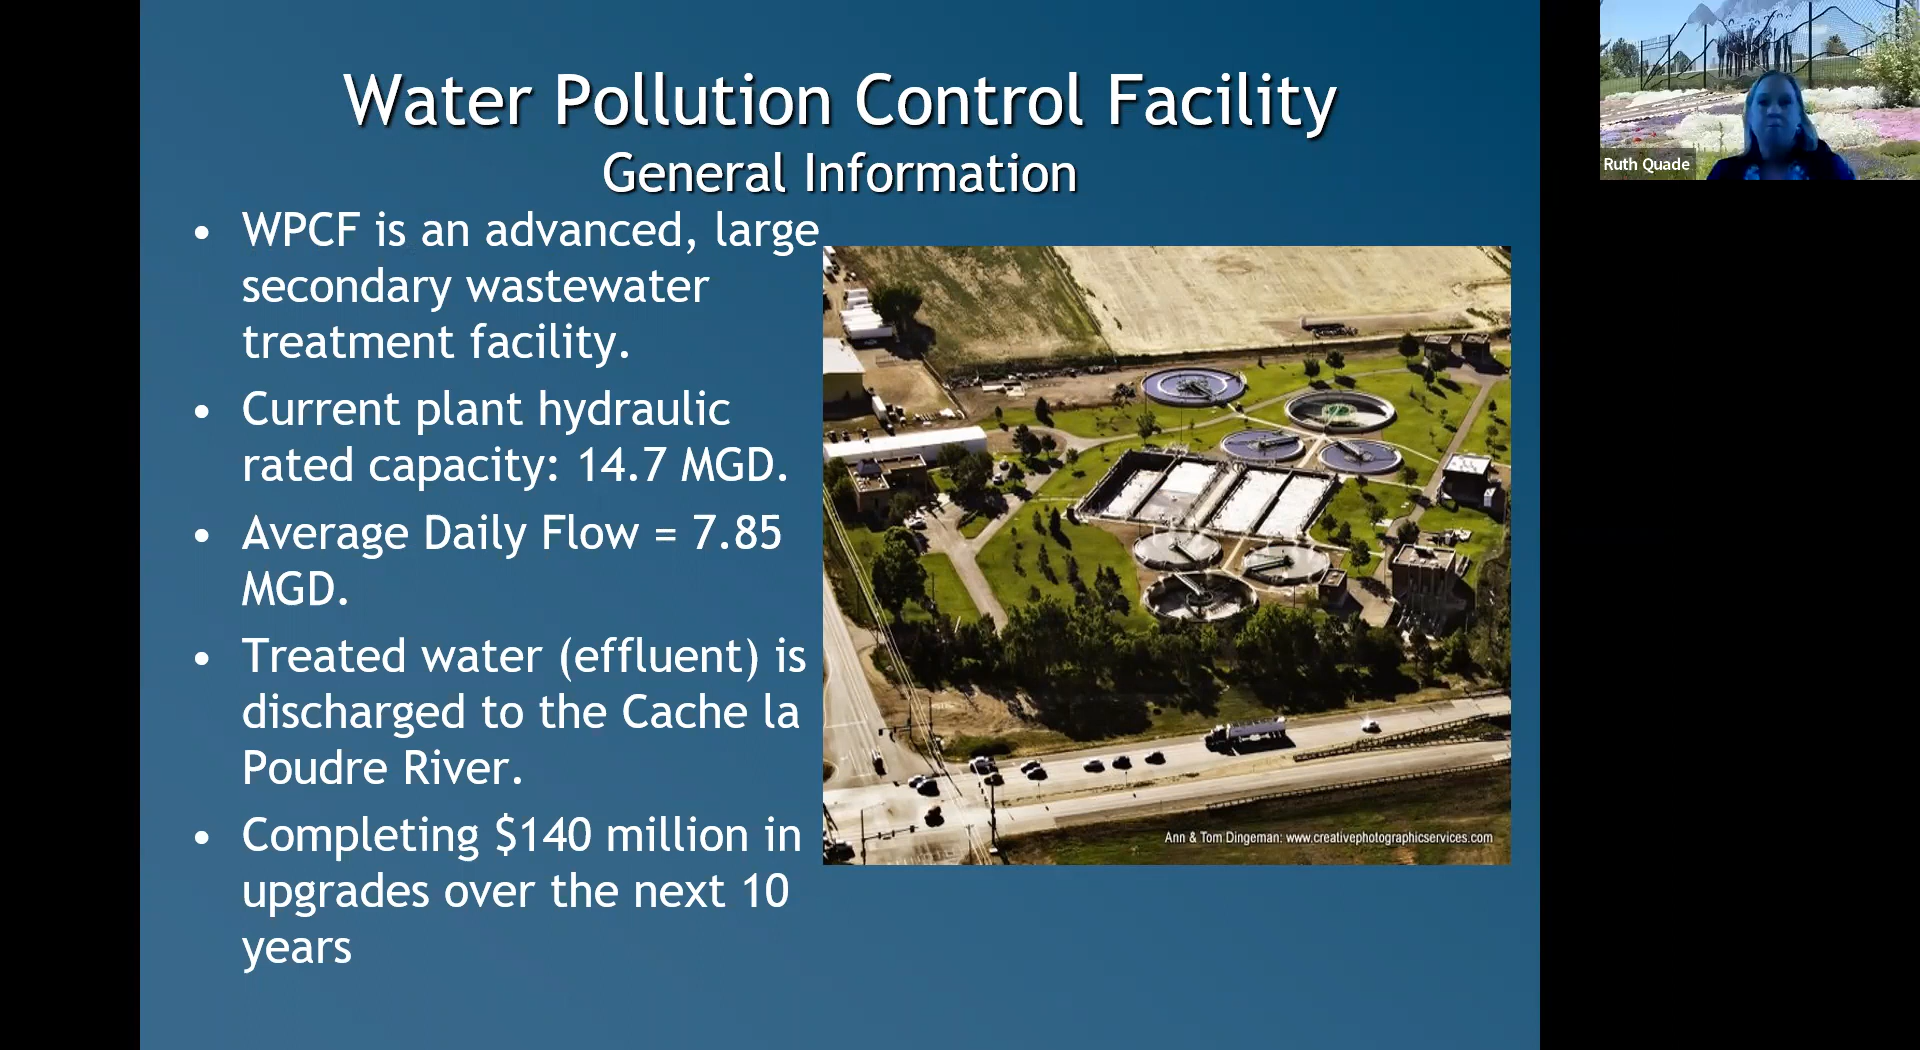 Water Pollution Control Facility
General Information
• WPCF is an advanced, large
secondary wastewater
treatment facility.
• Current plant hydraulic
rated capacity: 14.7 MGD.
• Average Daily Flow = 7.85
MGD.
• Treated water (effluent) is
discharged to the Cache la
Poudre River.
• Completing $140 million in
upgrades over the next 10
years
Ann & Tom Dingeman: www.creativephotographicservices.com
Ruth Quade